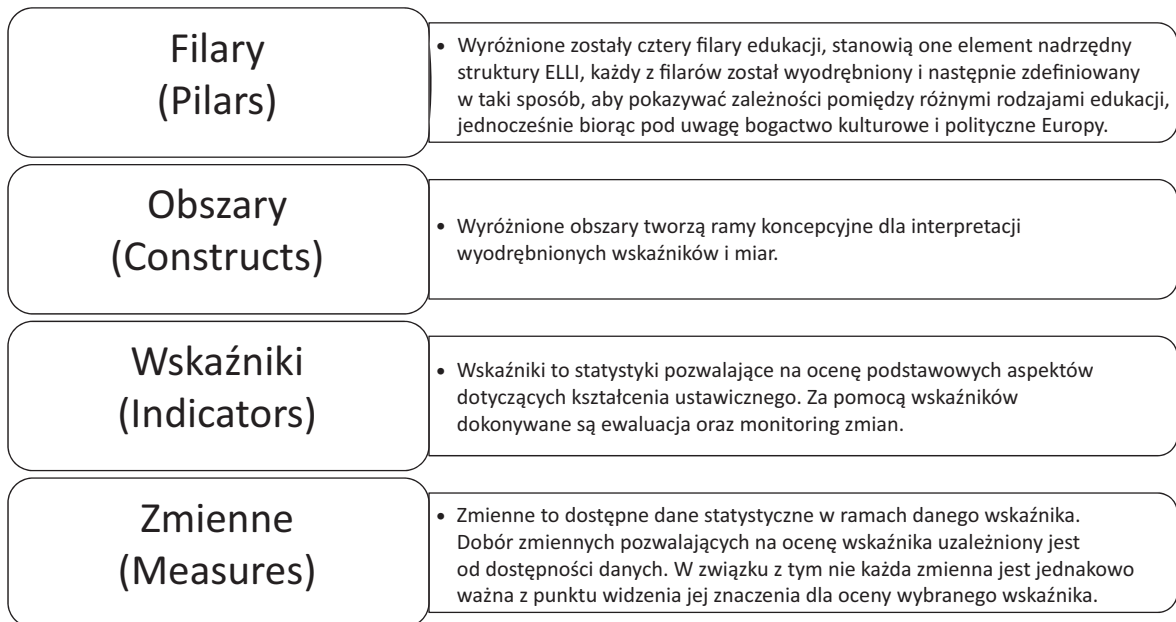 Filary
(Pilars)
• Wyróżnione zostały cztery filary edukacji, stanowią one element nadrzędny
struktury ELLI, każdy z filarów został wyodrębniony i następnie zdefiniowany
w taki sposób, aby pokazywać zależności pomiędzy różnymi rodzajami edukacji,
jednocześnie biorąc pod uwagę bogactwo kulturowe i polityczne Europy.
Obszary
(Constructs)
• Wyróżnione obszary tworzą ramy koncepcyjne dla interpretacji
wyodrębnionych wskaźników i miar.
Wskaźniki
(Indicators)
• Wskaźniki to statystyki pozwalające na ocenę podstawowych aspektów
dotyczących kształcenia ustawicznego. Za pomocą wskaźników
dokonywane są ewaluacja oraz monitoring zmian.
Zmienne
(Measures)
• Zmienne to dostępne dane statystyczne w ramach danego wskaźnika.
Dobór zmiennych pozwalających na ocenę wskaźnika uzależniony jest
od dostępności danych. W związku z tym nie każda zmienna jest jednakowo
ważna z punktu widzenia jej znaczenia dla oceny wybranego wskaźnika.